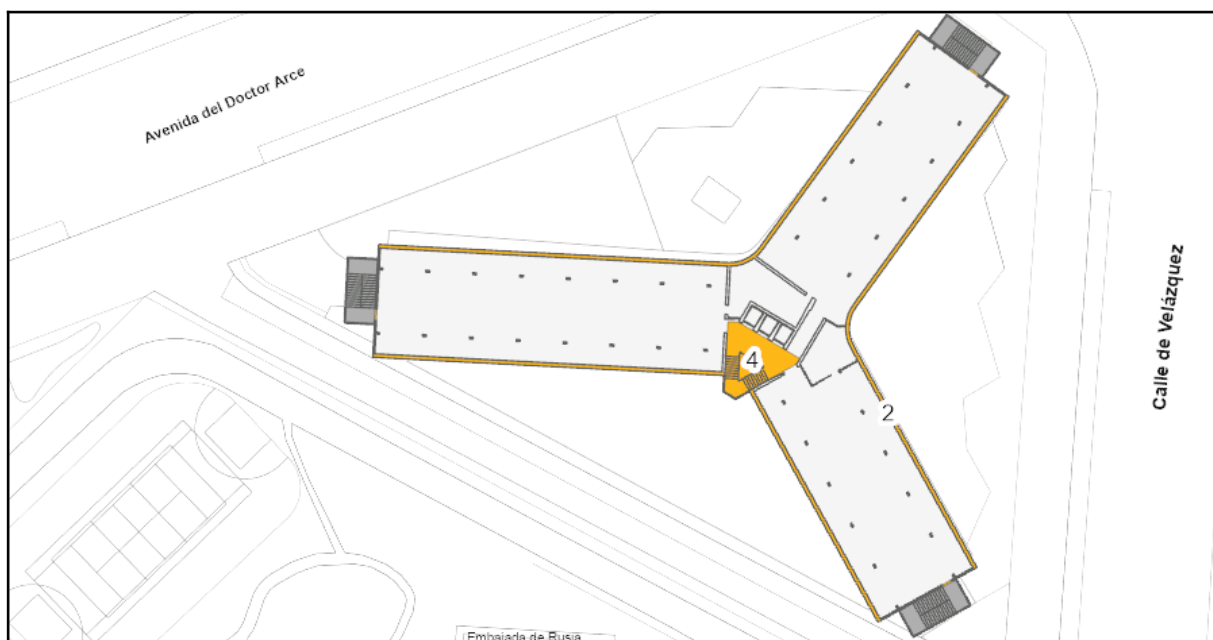 Avenida del Doctor Arce
4
2
Calle de Velázquez
Embajada de Rusia